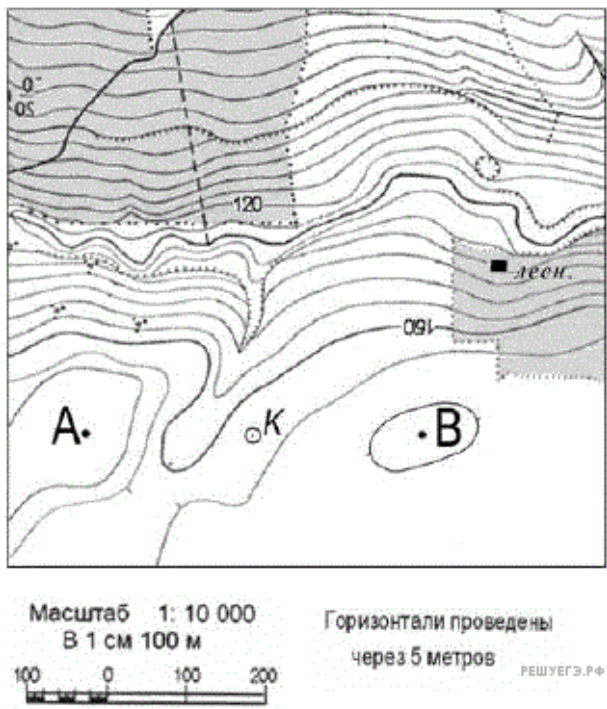 120
лесн.
160
А К В
Масштаб 1: 10 000
В 1 см 100 м
100 0 100 200
Горизонтали проведены
через 5 метров
РЕШУЕГЭ.РФ